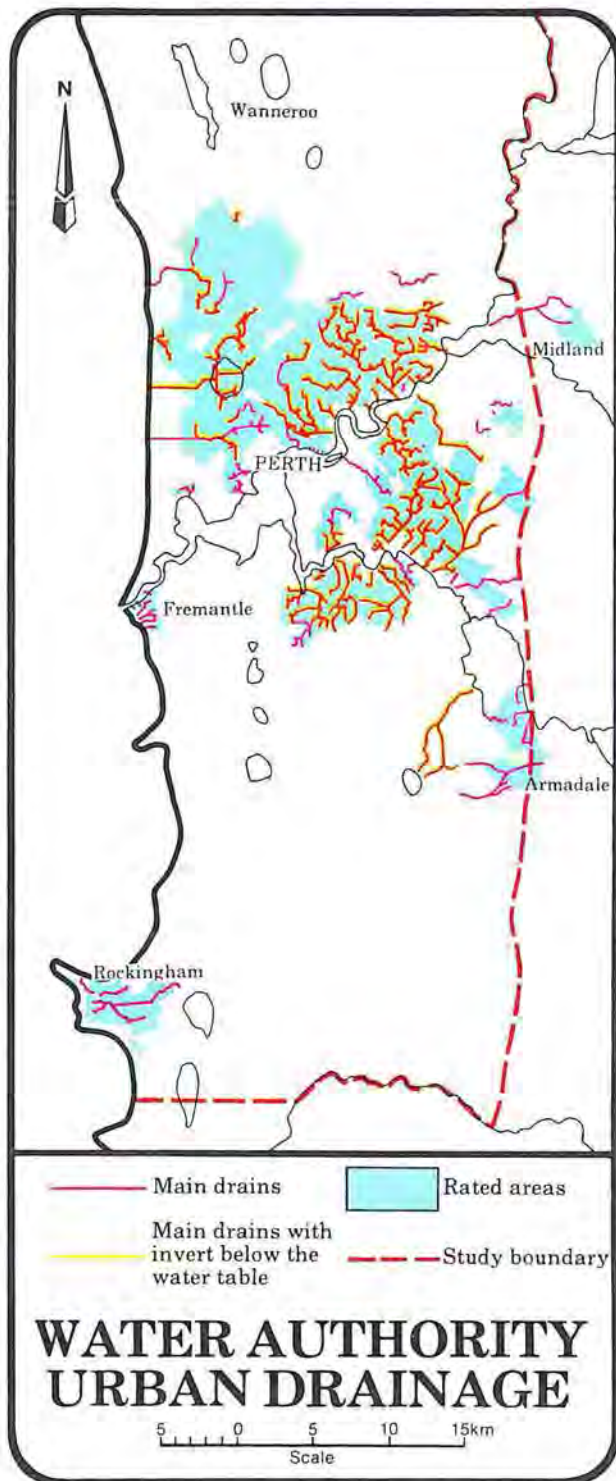 N
Wanneroo
Midland
PERTH
Fremantle
Armadale
Rockingham
Main drains
Rated areas
Main drains with
invert below the
water table
Study boundary
WATER AUTHORITY
URBAN DRAINAGE
5 0 5 10 15km
Scale